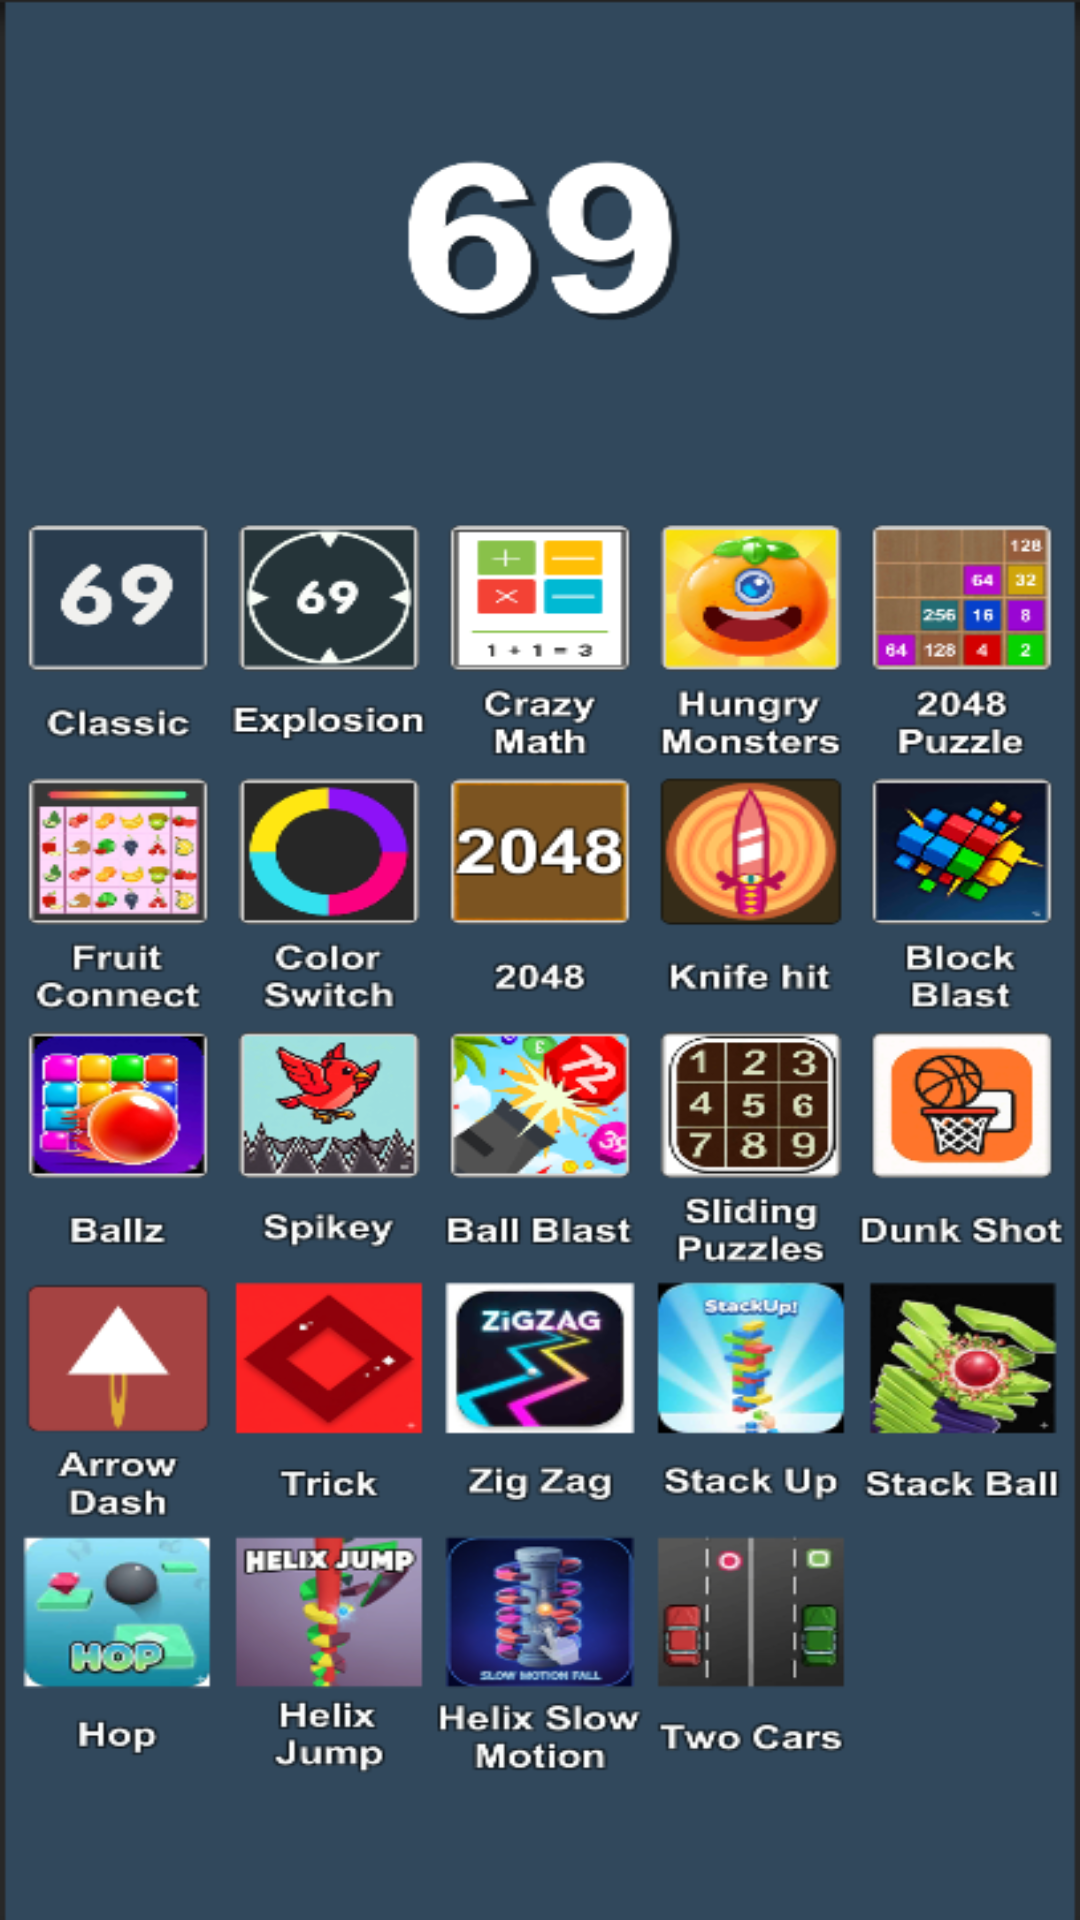 69
69
69
1 + 1 = 3
128
64 32
256 16 8
64 128 4 2
Classic
Explosion
Crazy
Math
Hungry
Monsters
2048
Puzzle
2048
Fruit
Connect
Color
Switch
2048
Knife hit
Block
Blast
72
1 2 3
4 5 6
7 8 9
Ballz
Spikey
Ball Blast
Sliding
Puzzles
Dunk Shot
ZiGZAG
StackUp!
Arrow
Dash
Trick
Zig Zag
Stack Up
Stack Ball
HOP
HELIX JUMP
SLOW MOTION FALL
Hop
Helix
Jump
Helix Slow
Motion
Two Cars